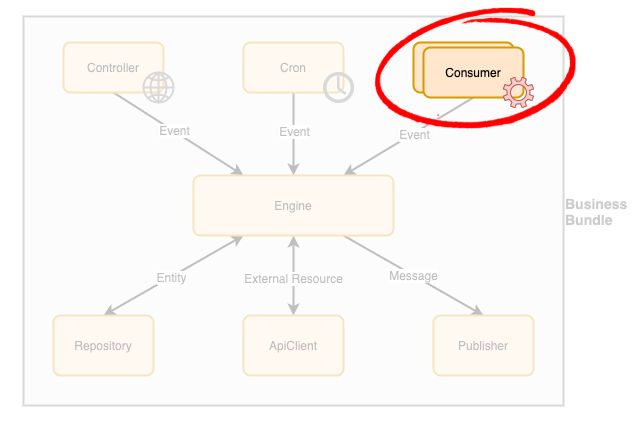 Controller
Cron
Consumer
Event
Event
Event
Engine
Business
Bundle
Entity
External Resource
Message
Repository
ApiClient
Publisher